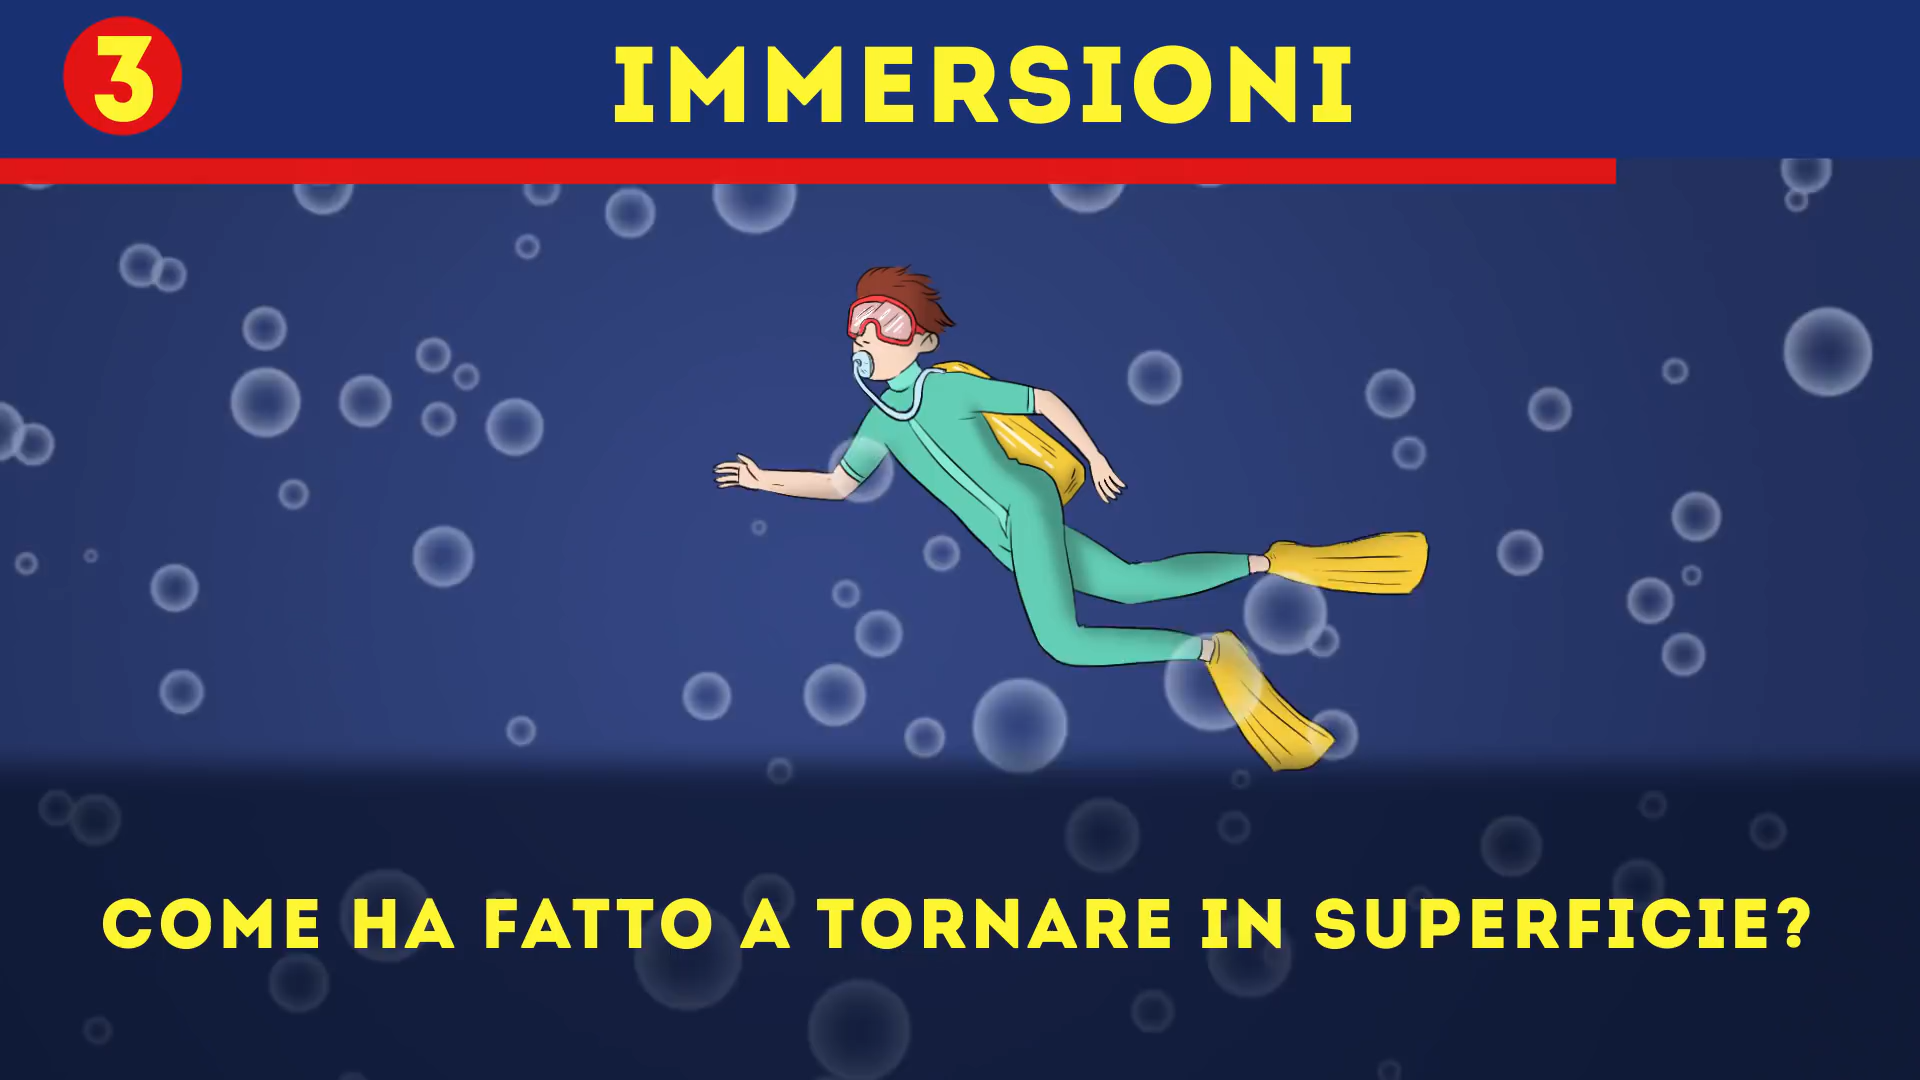 3
IMMERSIONI
COME HA FATTO A TORNARE IN SUPERFICIE?